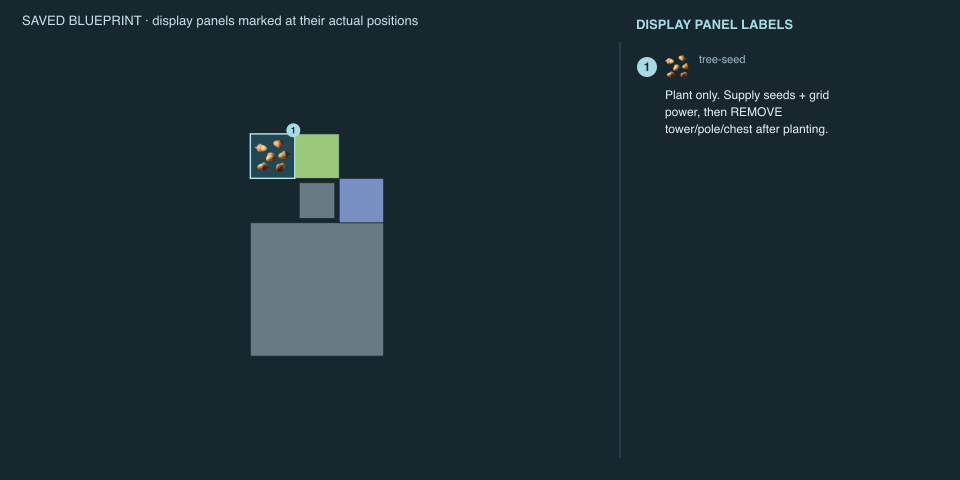 SAVED BLUEPRINT · display panels marked at their actual positions
DISPLAY PANEL LABELS
1
tree-seed
Plant only. Supply seeds + grid
power, then REMOVE
tower/pole/chest after planting.
1